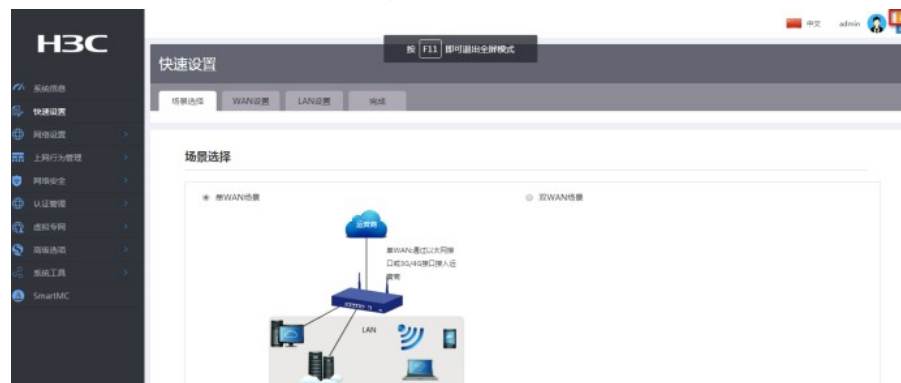 中文 admin
H3C
按 F11 即可退出全屏模式
快速设置
系统信息
快速设置
网络设置
上网行为管理
网络安全
认证管理
虚拟专网
高级选项
系统工具
SmartMC
场景选择 WAN设置 LAN设置 完成
场景选择
单WAN场景
双WAN场景
运营商
单WAN:通过以太网接
口或3G/4G接口接入运
营商
LAN